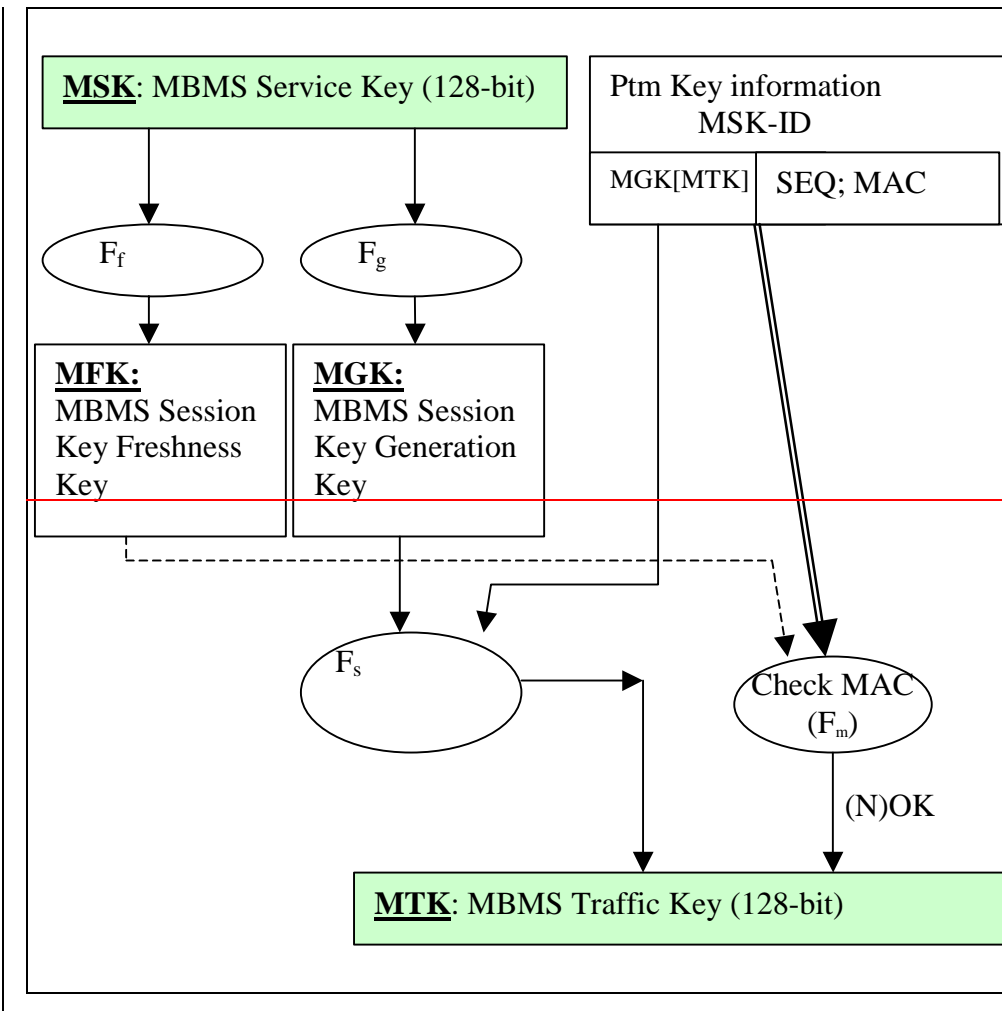 MSK: MBMS Service Key (128-bit)
Ptm Key information
MSK-ID
MGK[MTK]
SEQ; MAC
Ff
Fg
MFK:
MBMS Session
Key Freshness
Key
MGK:
MBMS Session
Key Generation
Key
Fs
Check MAC
(Fm)
(N)OK
MTK: MBMS Traffic Key (128-bit)